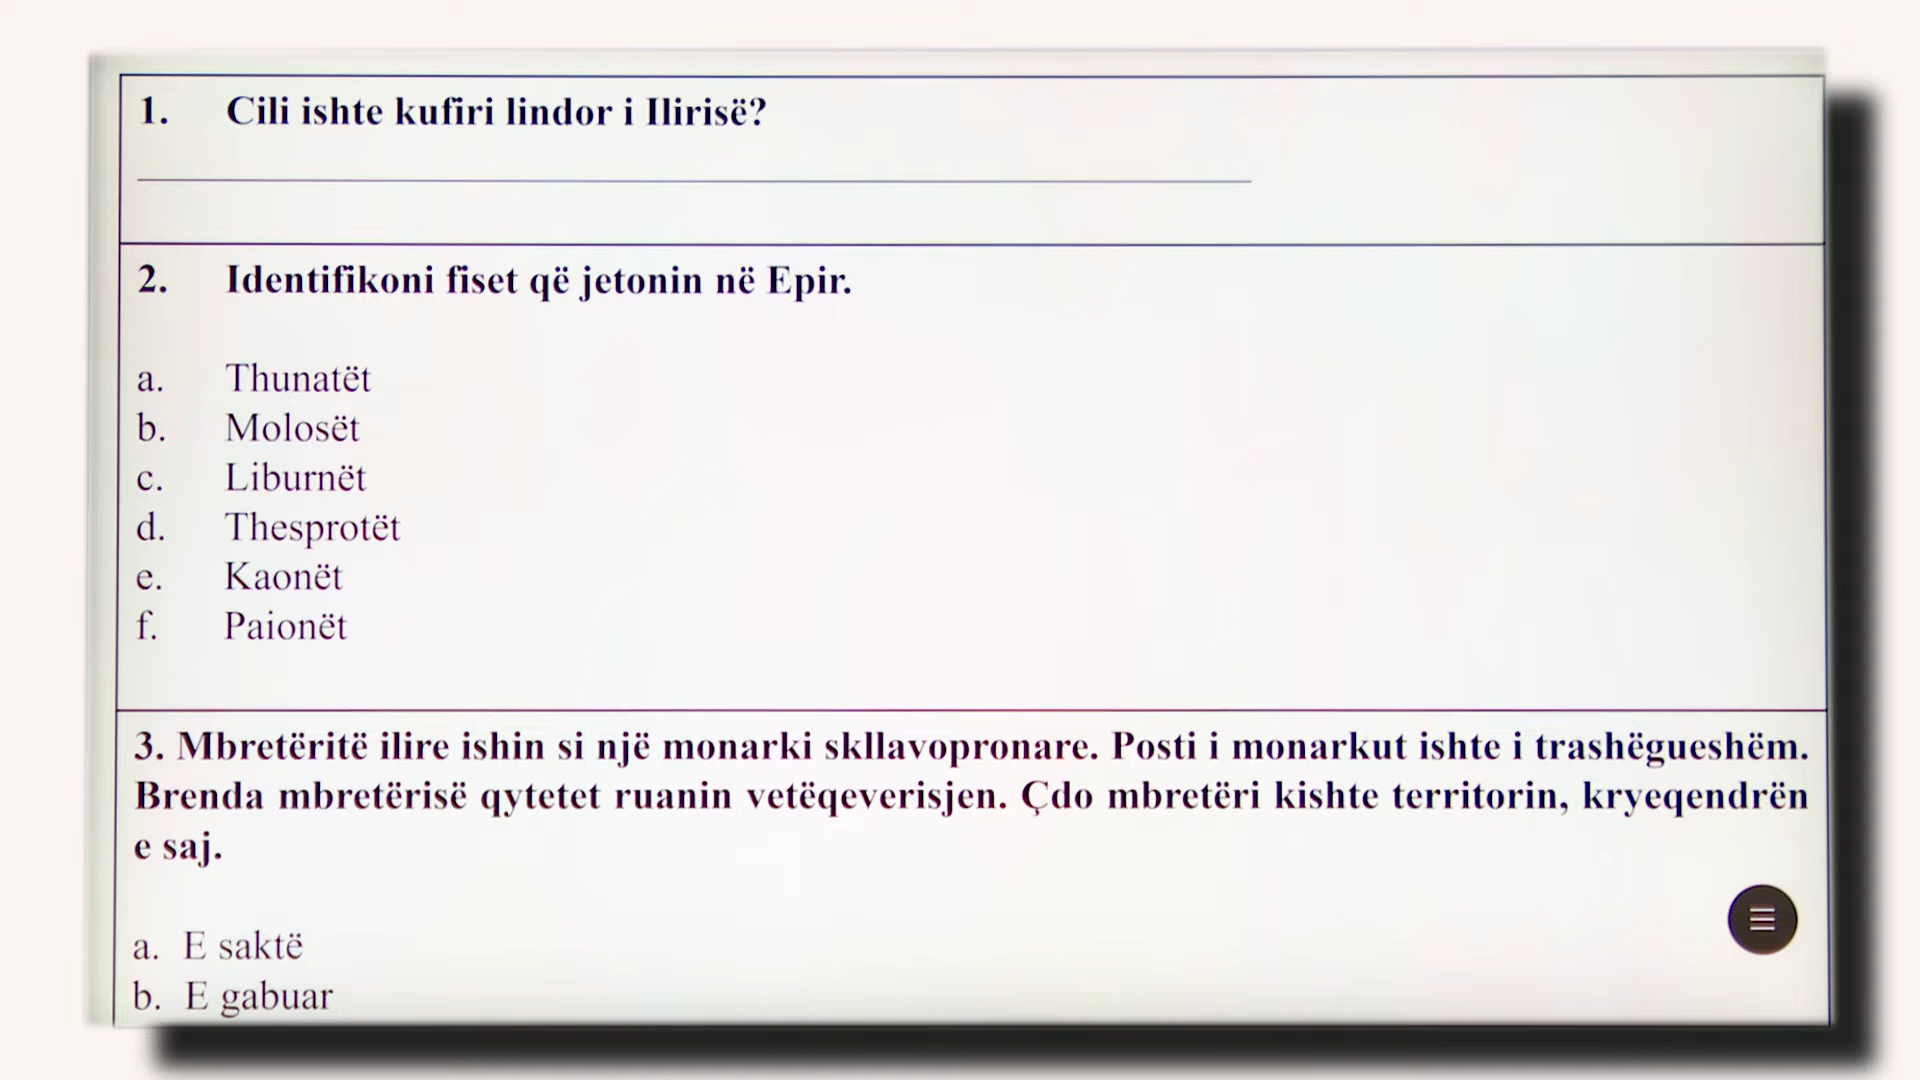 1. Cili ishte kufiri lindor i Ilirisë?
2. Identifikoni fiset që jetonin në Epir.
a. Thunatët
b. Molosët
c. Liburnët
d. Thesprotët
e. Kaonët
f. Paionët
3. Mbretëritë ilire ishin si një monarki skllavopronare. Posti i monarkut ishte i trashëgueshëm.
Brenda mbretërisë qytetet ruanin vetëqeverisjen. Çdo mbretëri kishte territorin, kryeqendrën
e saj.
a. E saktë
b. E gabuar